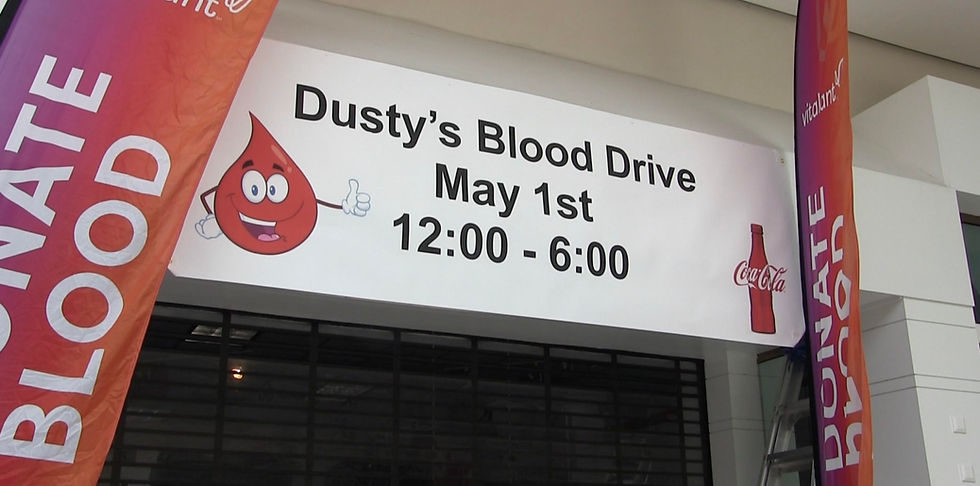 DONATE
BLOOD
Dusty's Blood Drive
May 1st
12:00 - 6:00
Coca-Cola
vitalant
DONATE
BLOOD